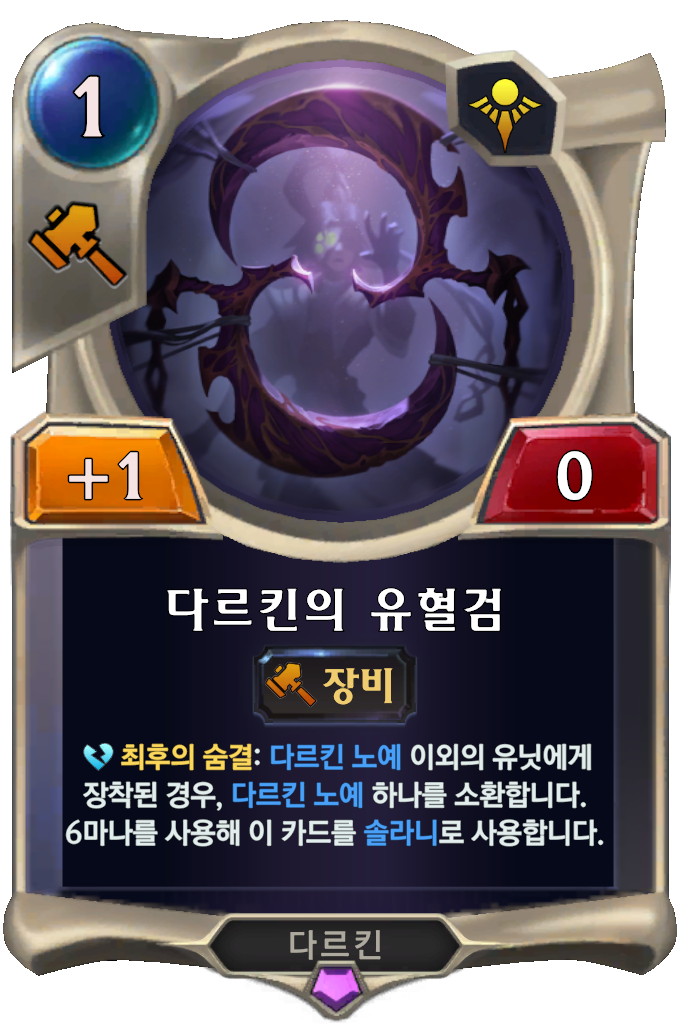 1
+1
0
다르킨의 유혈검
장비
최후의 숨결: 다르킨 노예 이외의 유닛에게
장착된 경우, 다르킨 노예 하나를 소환합니다.
6마나를 사용해 이 카드를 솔라니로 사용합니다.
다르킨